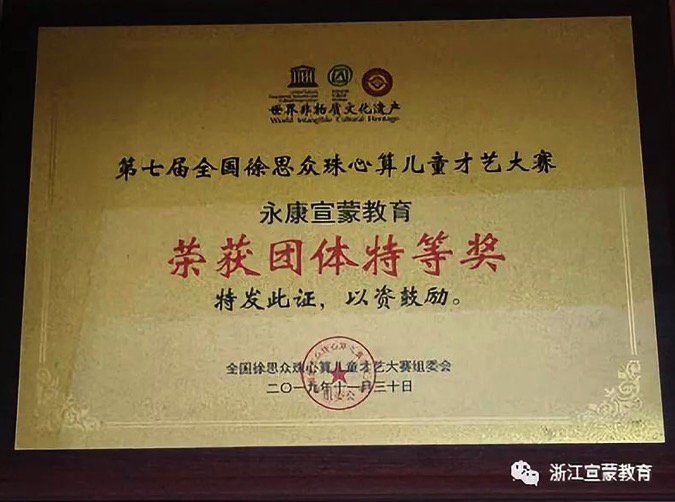 世界非物质文化遗产
World Intangible Cultural Heritage
第七届全国徐思众珠心算儿童才艺大赛
永康宣蒙教育
荣获团体特等奖
特发此证，以资鼓励。
全国徐思众珠心算儿童才艺大赛组委会
二〇一九年十一月三十日
浙江宣蒙教育